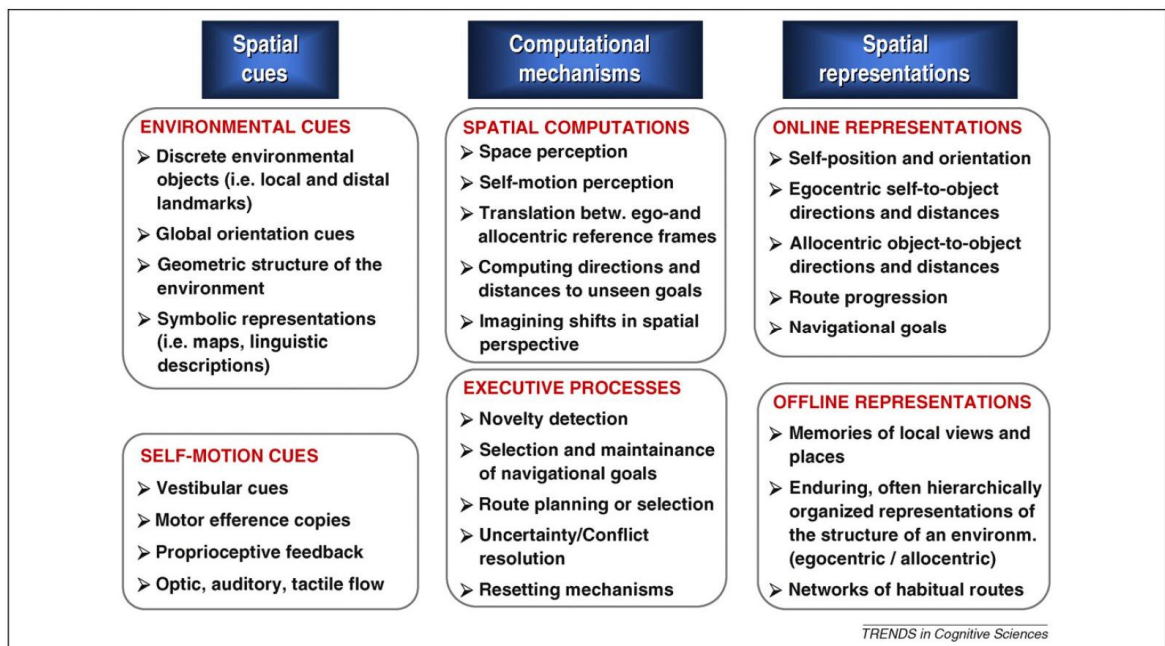 Spatial
cues
Computational
mechanisms
Spatial
representations
ENVIRONMENTAL CUES
➢ Discrete environmental
objects (i.e. local and distal
landmarks)
➢ Global orientation cues
➢ Geometric structure of the
environment
➢ Symbolic representations
(i.e. maps, linguistic
descriptions)
SELF-MOTION CUES
➢ Vestibular cues
➢ Motor efference copies
➢ Proprioceptive feedback
➢ Optic, auditory, tactile flow
SPATIAL COMPUTATIONS
➢ Space perception
➢ Self-motion perception
➢ Translation betw. ego-and
allocentric reference frames
➢ Computing directions and
distances to unseen goals
➢ Imagining shifts in spatial
perspective
EXECUTIVE PROCESSES
➢ Novelty detection
➢ Selection and maintainance
of navigational goals
➢ Route planning or selection
➢ Uncertainty/Conflict
resolution
➢ Resetting mechanisms
ONLINE REPRESENTATIONS
➢ Self-position and orientation
➢ Egocentric self-to-object
directions and distances
➢ Allocentric object-to-object
directions and distances
➢ Route progression
➢ Navigational goals
OFFLINE REPRESENTATIONS
➢ Memories of local views and
places
➢ Enduring, often hierarchically
organized representations of
the structure of an environm.
(egocentric / allocentric)
➢ Networks of habitual routes
TRENDS in Cognitive Sciences